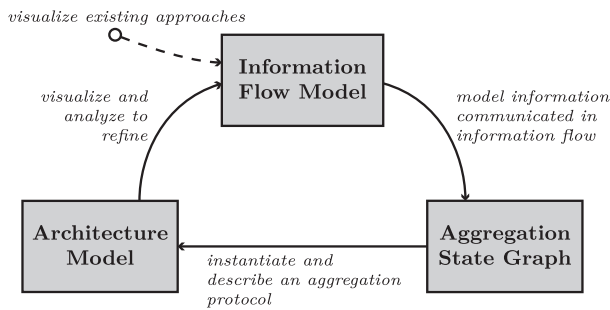 visualize existing approaches
Information
Flow Model
visualize and
analyze to
refine
model information
communicated in
information flow
Architecture
Model
Aggregation
State Graph
instantiate and
describe an aggregation
protocol